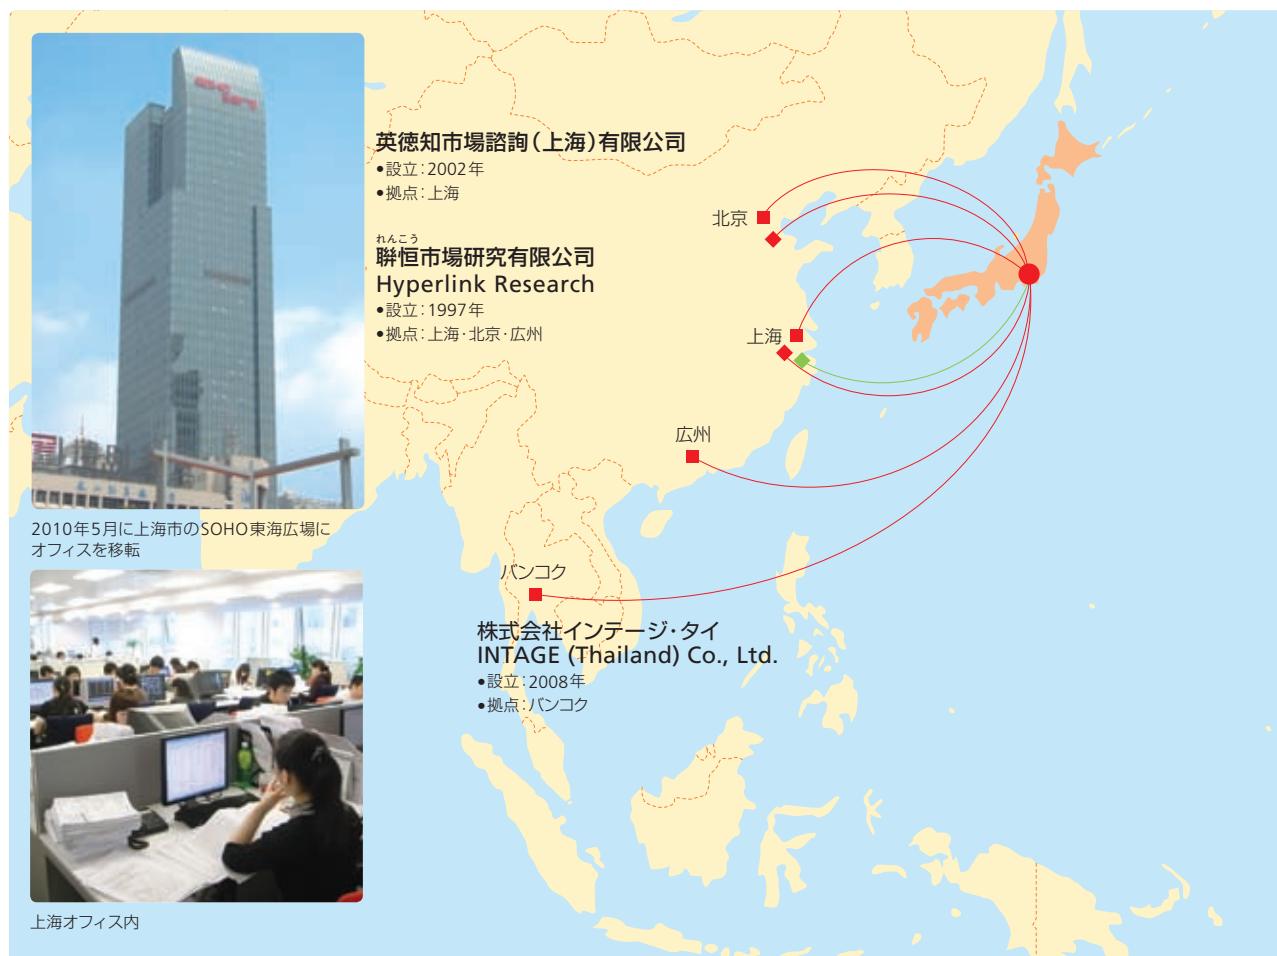 英徳知市場諮詢(上海)有限公司
●設立:2002年
●拠点:上海
れんこう
聯恒市場研究有限公司
Hyperlink Research
●設立:1997年
●拠点:上海·北京·広州
北京
上海
広州
バンコク
株式会社インテージ・タイ
INTAGE (Thailand) Co., Ltd.
●設立:2008年
●拠点:バンコク
2010年5月に上海市のSOHO東海広場に
オフィスを移転
上海オフィス内